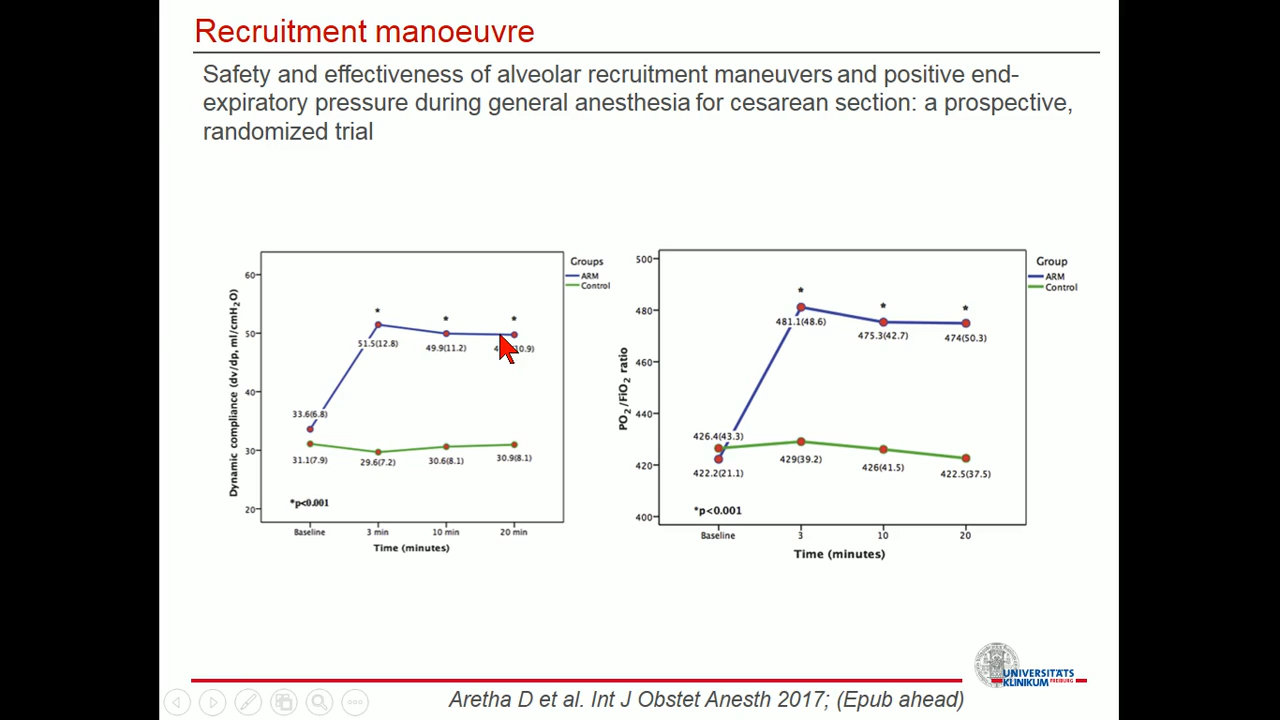 Recruitment manoeuvre
Safety and effectiveness of alveolar recruitment maneuvers and positive end-
expiratory pressure during general anesthesia for cesarean section: a prospective,
randomized trial
Dynamic compliance (dv/dp, ml/cmH2O)
60
50
40
30
20
*
*
*
51.5(12.8)
49.9(11.2)
33.6(6.8)
31.1(7.9)
29.6(7.2)
30.6(8.1)
30.9(8.1)
*p<0.001
Baseline
3 min
10 min
20 min
Time (minutes)
Groups
ARM
Control
PO2/FiO2 ratio
500
480
460
440
420
400
*
*
*
481.1(48.6)
475.3(42.7)
474(50.3)
426.4(43.3)
422.2(21.1)
429(39.2)
426(41.5)
422.5(37.5)
*p<0.001
Baseline
3
10
20
Time (minutes)
Group
ARM
Control
UNIVERSITÄTS
KLINIKUM FREIBURG
Aretha D et al. Int J Obstet Anesth 2017; (Epub ahead)